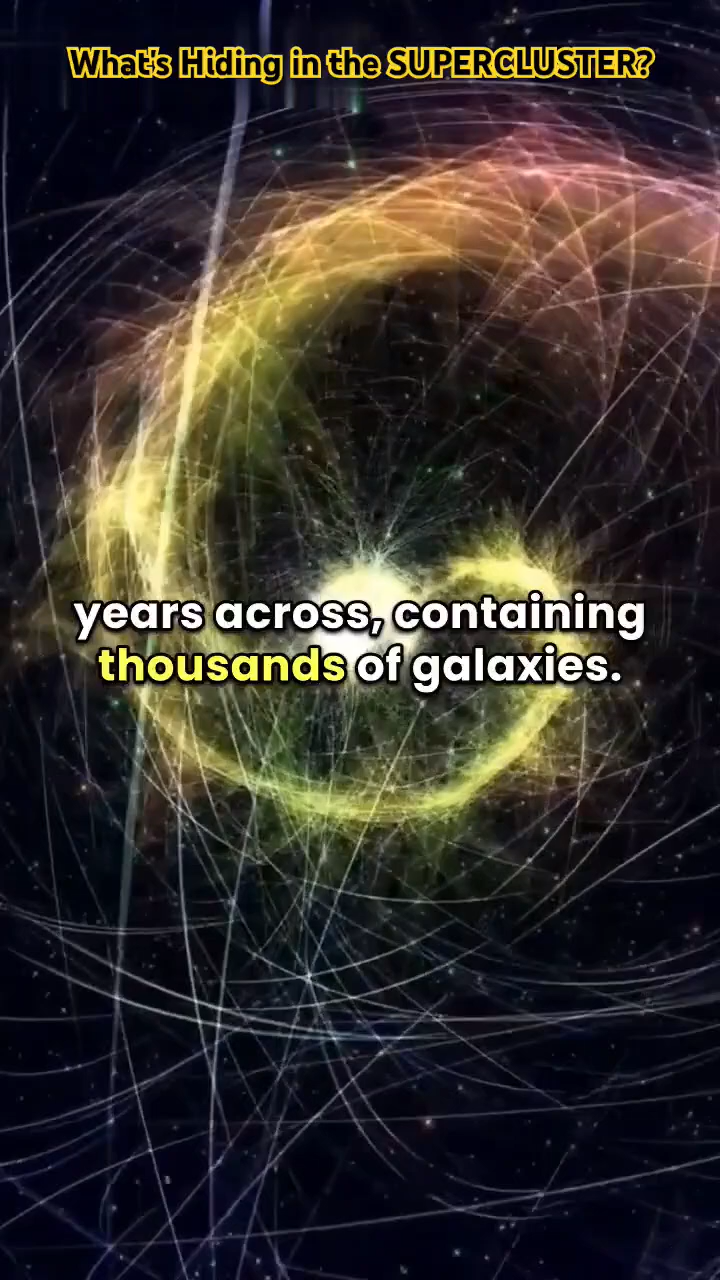 What's Hiding in the SUPERCLUSTER?
years across, containing
thousands of galaxies.